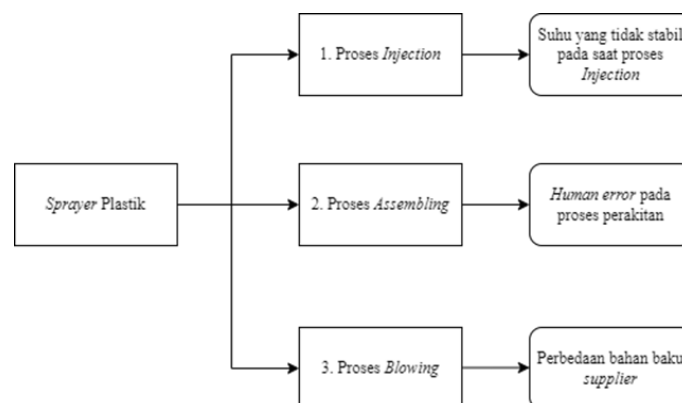 Suhu yang tidak stabil
pada saat proses
Injection
1. Proses Injection
Sprayer Plastik
2. Proses Assembling
Human error pada
proses perakitan
3. Proses Blowing
Perbedaan bahan baku
supplier